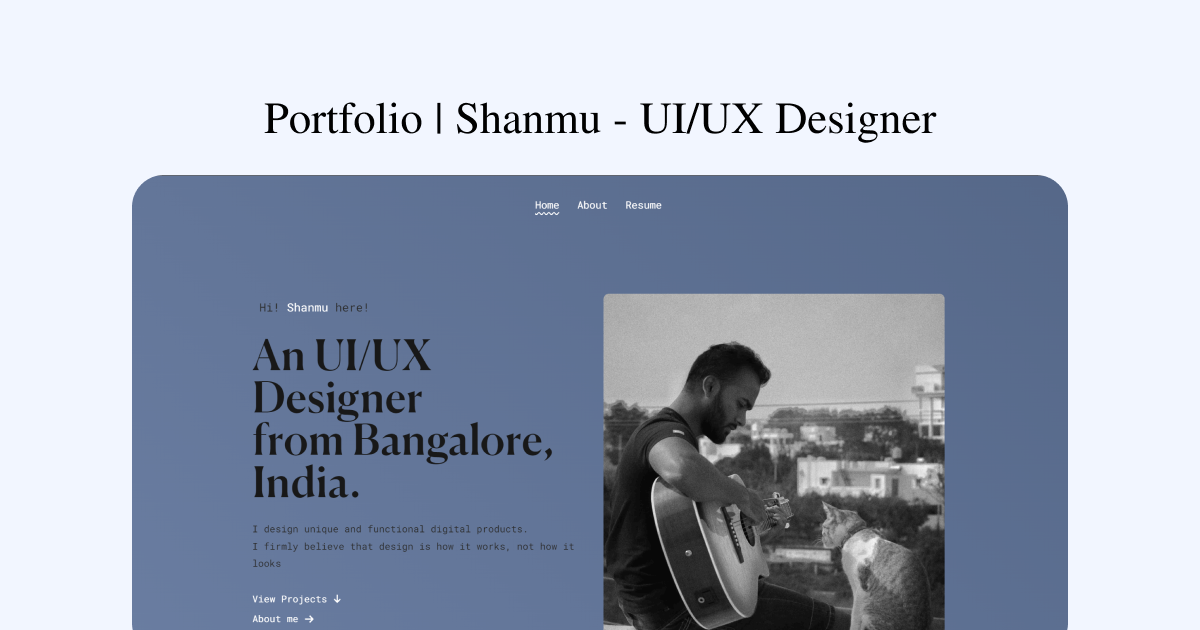 Portfolio | Shanmu - UI/UX Designer
Home About Resume
Hi! Shanmu here!
An UI/UX
Designer
from Bangalore,
India.
I design unique and functional digital products.
I firmly believe that design is how it works, not how it
looks
View Projects ↓
About me →